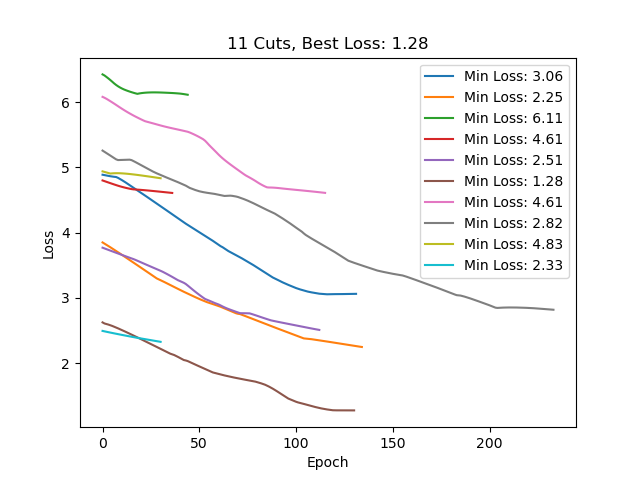 11 Cuts, Best Loss: 1.28
Loss
6
5
4
3
2
0
50
100
150
200
Epoch
Min Loss: 3.06
Min Loss: 2.25
Min Loss: 6.11
Min Loss: 4.61
Min Loss: 2.51
Min Loss: 1.28
Min Loss: 4.61
Min Loss: 2.82
Min Loss: 4.83
Min Loss: 2.33